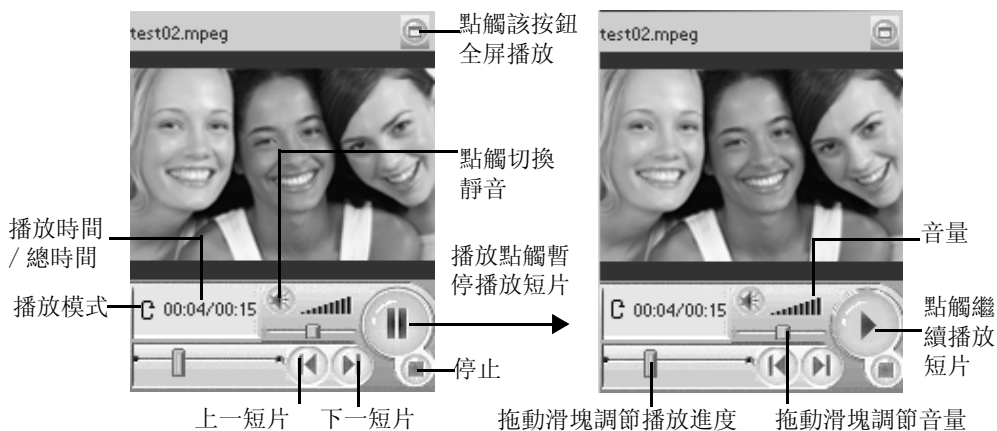 test02.mpeg
點觸該按鈕
全屏播放
test02.mpeg
點觸切換
靜音
播放時間
/ 總時間
播放點觸暫
停播放短片
音量
播放模式
00:04/00:15
00:04/00:15
點觸繼
續播放
短片
停止
上一短片
下一短片
拖動滑塊調節播放進度
拖動滑塊調節音量